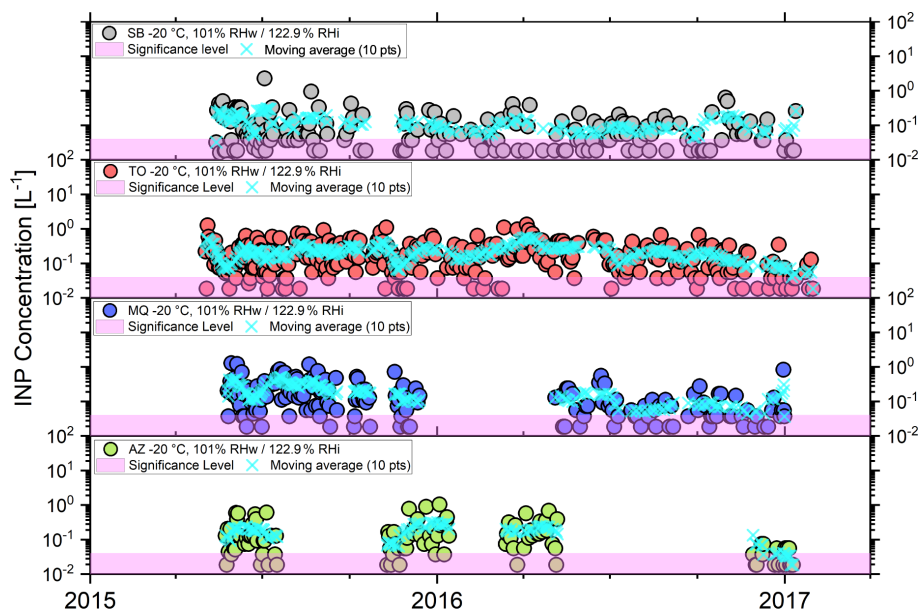 SB -20 °C, 101% RHw / 122.9% RHi
Significance level Moving average (10 pts)
10²
10¹
10⁰
10⁻¹
10²
10⁻²
TO -20 °C, 101% RHw / 122.9% RHi
Significance Level Moving average (10 pts)
10¹
10⁰
10⁻¹
10⁻²
10²
MQ -20 °C, 101% RHw / 122.9% RHi
Significance Level Moving average (10 pts)
10¹
10⁰
10⁻¹
10²
10⁻²
AZ -20 °C, 101% RHw / 122.9% RHi
Significance Level Moving average (10 pts)
10¹
10⁰
10⁻¹
10⁻²
INP Concentration [L⁻¹]
2015 2016 2017